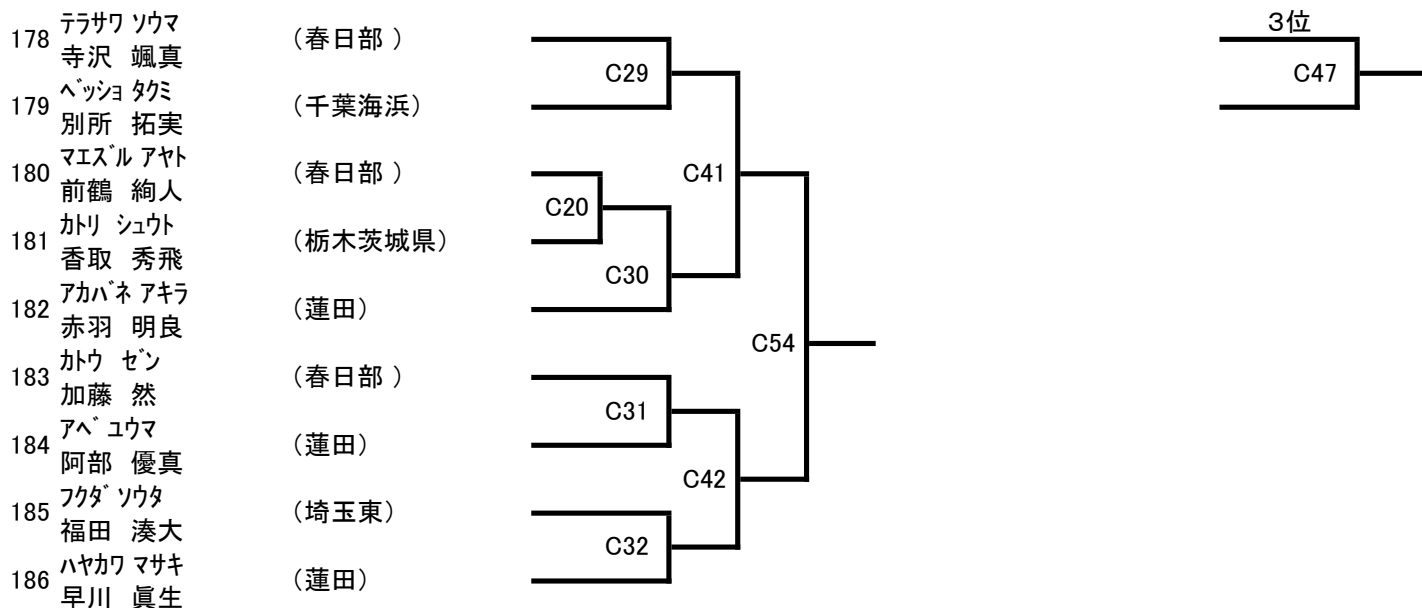 テラサワ ソウマ
178 寺沢 颯真 (春日部 )
ベッショ タクミ
179 別所 拓実 (千葉海浜)
マエズル アヤト
180 前鶴 絢人 (春日部 )
カトリ シュウト
181 香取 秀飛 (栃木茨城県)
アカバネ アキラ
182 赤羽 明良 (蓮田)
カトウ ゼン
183 加藤 然 (春日部 )
アベ ユウマ
184 阿部 優真 (蓮田)
フクダ ソウタ
185 福田 湊大 (埼玉東)
ハヤカワ マサキ
186 早川 眞生 (蓮田)
C29
C20
C30
C41
C31
C32
C42
C54
3位
C47